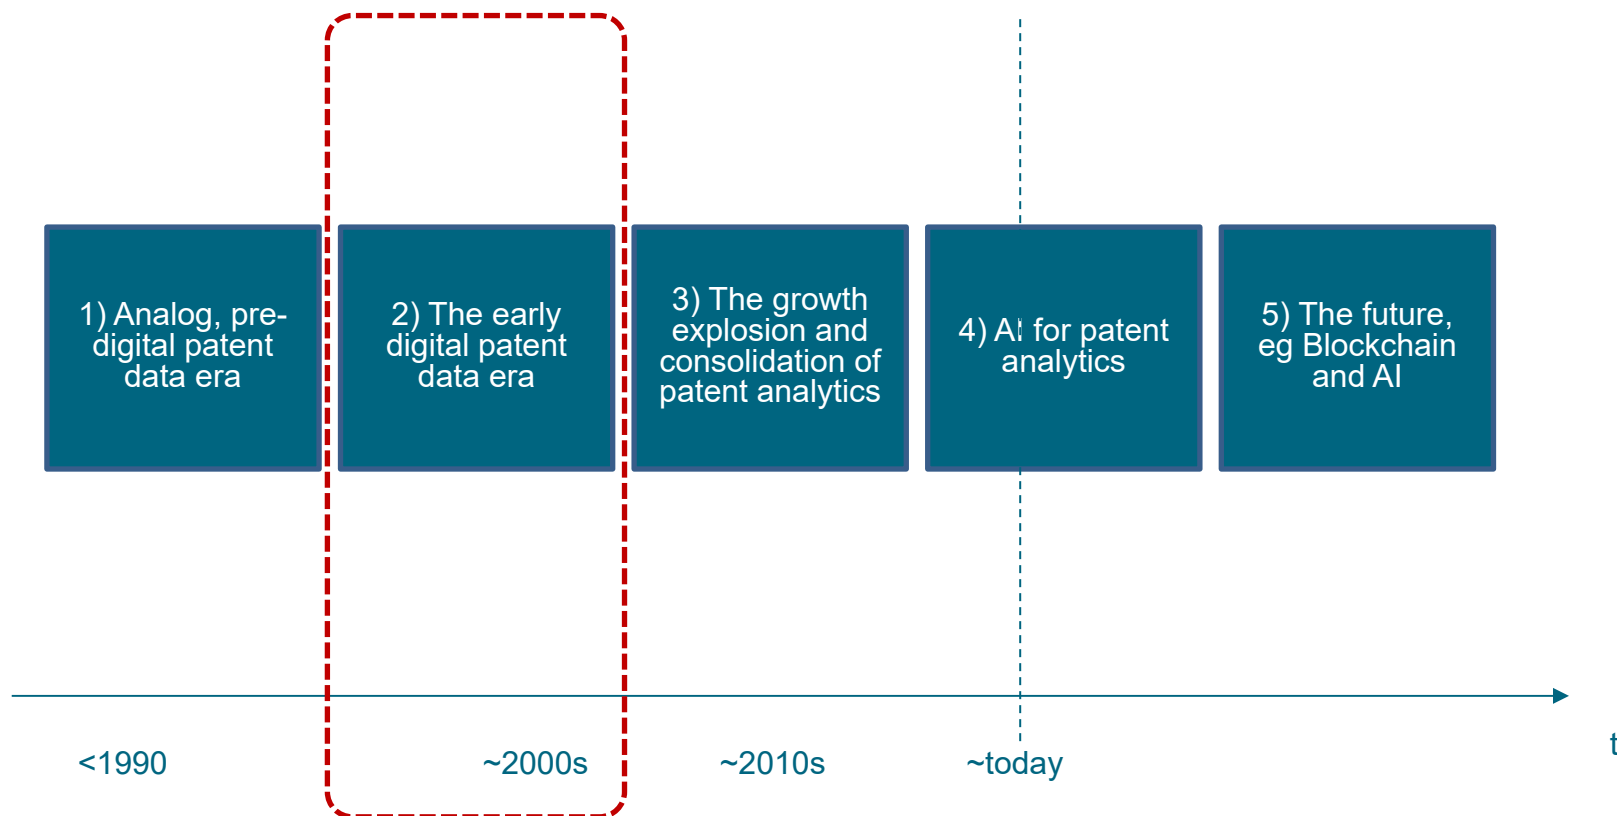 1) Analog, pre-
digital patent
data era
2) The early
digital patent
data era
3) The growth
explosion and
consolidation of
patent analytics
4) AI for patent
analytics
5) The future,
eg Blockchain
and AI
<1990
~2000s
~2010s
~today
t